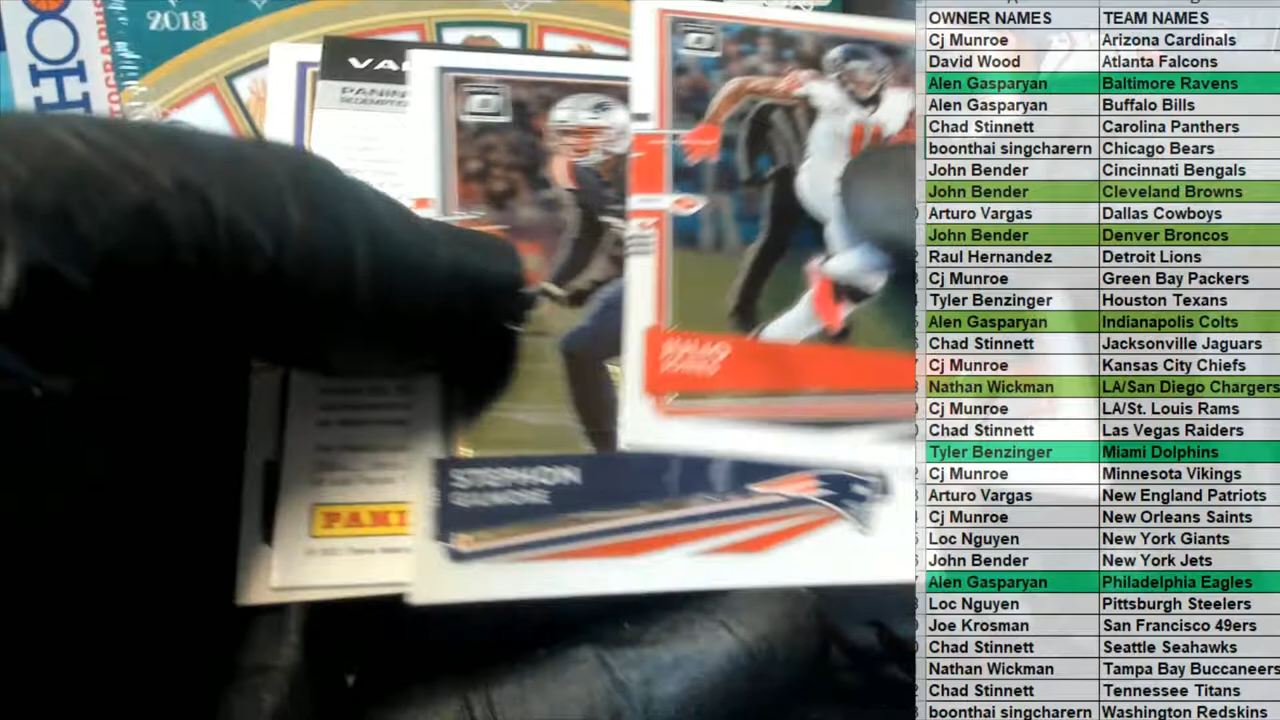 2013
VA
PANIN
REDEMPTION
STEPHON
GILMORE
PANI
OWNER NAMES TEAM NAMES
Cj Munroe Arizona Cardinals
David Wood Atlanta Falcons
Alen Gasparyan Baltimore Ravens
Alen Gasparyan Buffalo Bills
Chad Stinnett Carolina Panthers
boonthai singcharern Chicago Bears
John Bender Cincinnati Bengals
John Bender Cleveland Browns
Arturo Vargas Dallas Cowboys
John Bender Denver Broncos
Raul Hernandez Detroit Lions
Cj Munroe Green Bay Packers
Tyler Benzinger Houston Texans
Alen Gasparyan Indianapolis Colts
Chad Stinnett Jacksonville Jaguars
Cj Munroe Kansas City Chiefs
Nathan Wickman LA/San Diego Chargers
Cj Munroe LA/St. Louis Rams
Chad Stinnett Las Vegas Raiders
Tyler Benzinger Miami Dolphins
Cj Munroe Minnesota Vikings
Arturo Vargas New England Patriots
Cj Munroe New Orleans Saints
Loc Nguyen New York Giants
John Bender New York Jets
Alen Gasparyan Philadelphia Eagles
Loc Nguyen Pittsburgh Steelers
Joe Krosman San Francisco 49ers
Chad Stinnett Seattle Seahawks
Nathan Wickman Tampa Bay Buccaneers
Chad Stinnett Tennessee Titans
boonthai singcharern Washington Redskins